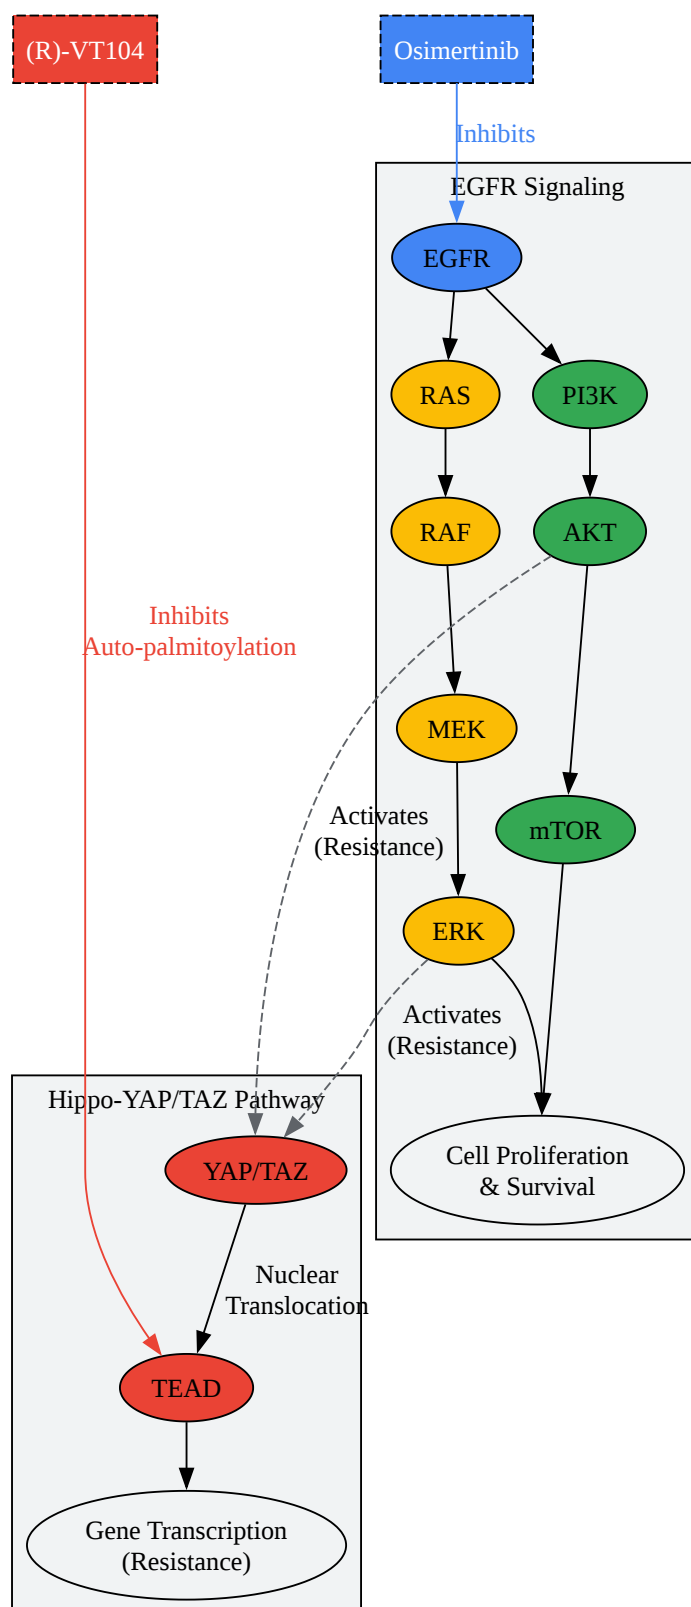 (R)-VT104
Osimertinib
Inhibits
EGFR Signaling
EGFR
RAS
PI3K
RAF
AKT
Inhibits
Auto-palmitoylation
MEK
Activates
(Resistance)
mTOR
ERK
Activates
(Resistance)
Hippo-YAP/TAZ Pathway
YAP/TAZ
Cell Proliferation
& Survival
Nuclear
Translocation
TEAD
Gene Transcription
(Resistance)